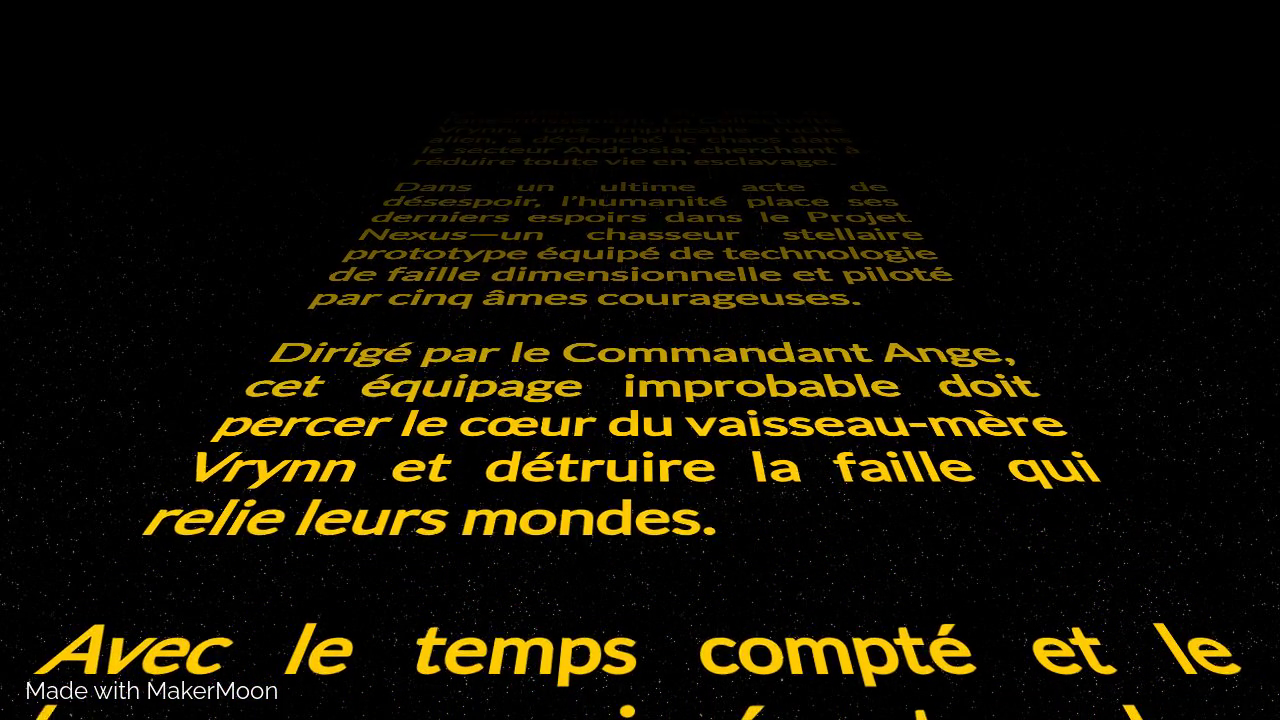 Vrynn, une implacable ruche
alien, a déclenché le chaos dans
le secteur Androsia, cherchant à
réduire toute vie en esclavage.
Dans un ultime acte de
désespoir, l'humanité place ses
derniers espoirs dans le Projet
Nexus—un chasseur stellaire
prototype équipé de technologie
de faille dimensionnelle et piloté
par cinq âmes courageuses.
Dirigé par le Commandant Ange,
cet équipage improbable doit
percer le cœur du vaisseau-mère
Vrynn et détruire la faille qui
relie leurs mondes.
Avec le temps compté et le
Made with MakerMoon